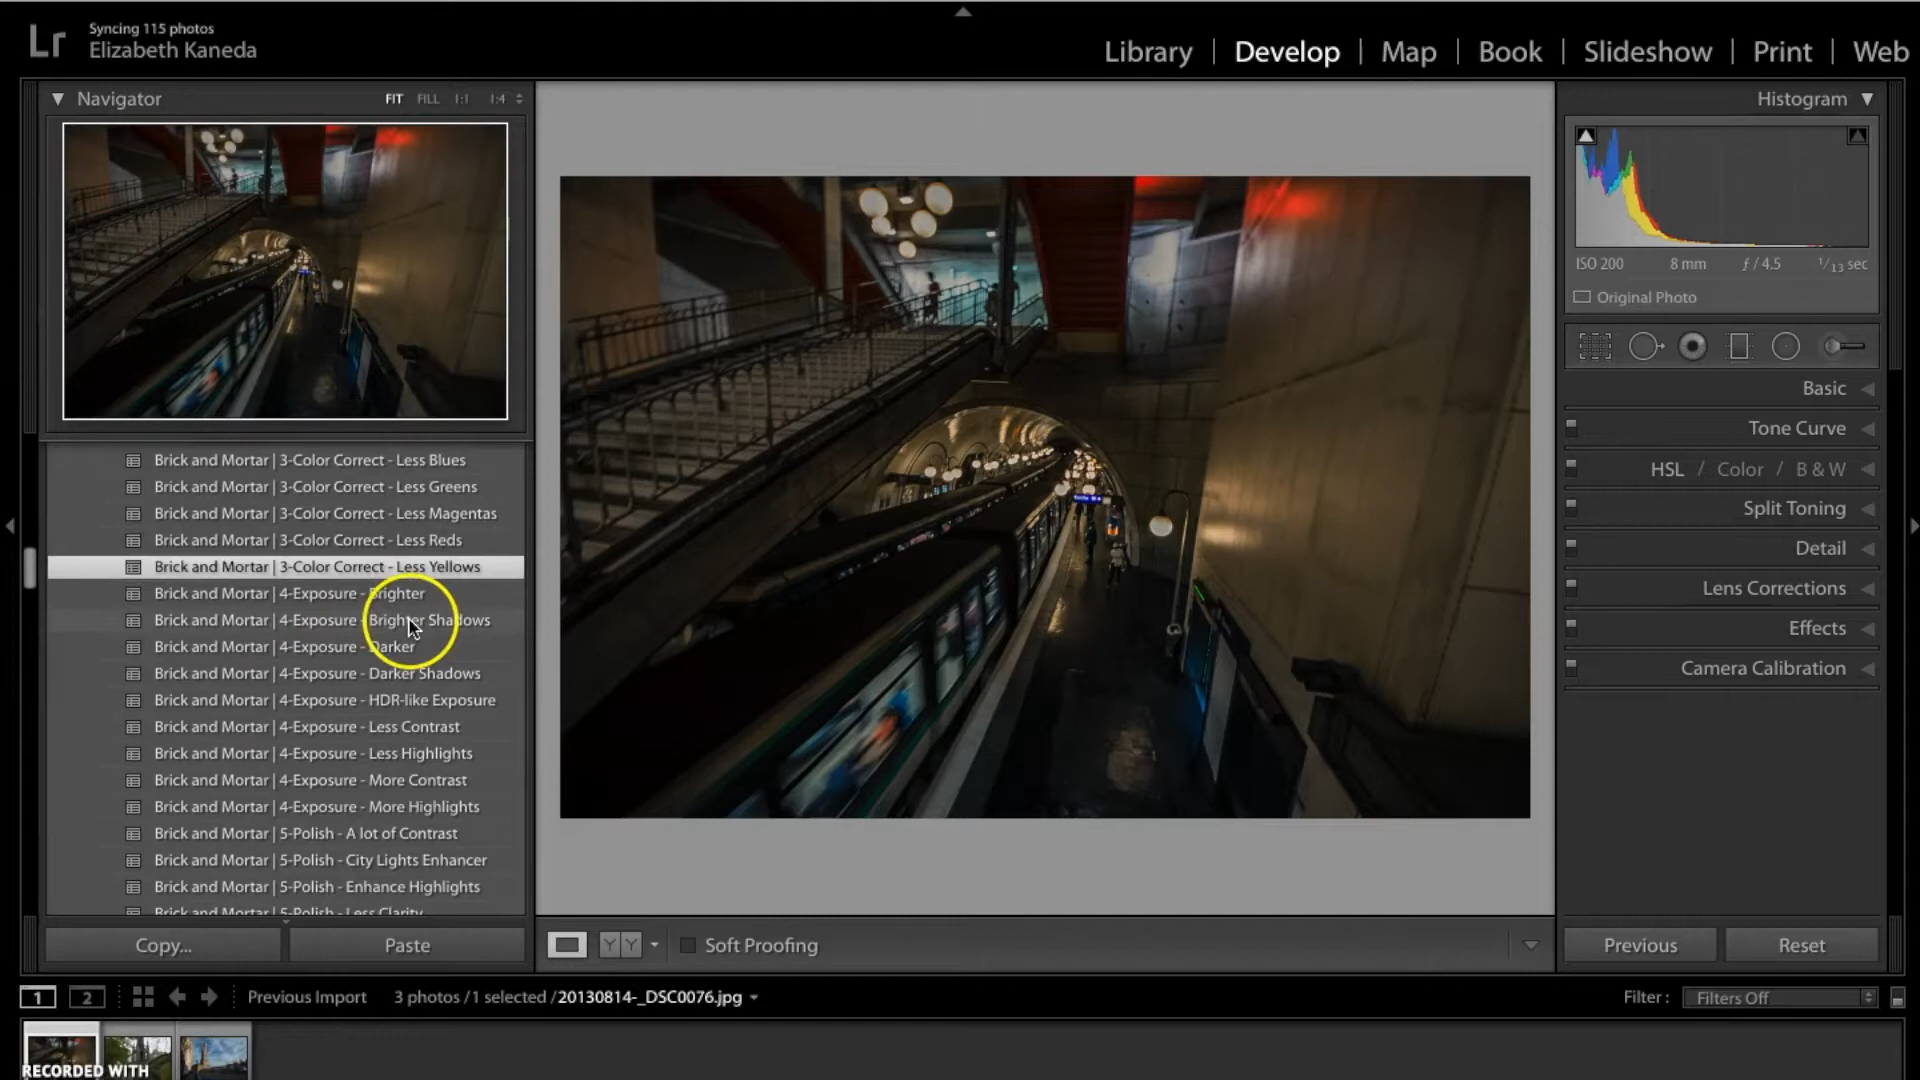 Lr
Syncing 115 photos
Elizabeth Kaneda
Library | Develop | Map | Book | Slideshow | Print | Web
Navigator
FIT FILL 1:1 1:4
Brick and Mortar | 3-Color Correct - Less Blues
Brick and Mortar | 3-Color Correct - Less Greens
Brick and Mortar | 3-Color Correct - Less Magentas
Brick and Mortar | 3-Color Correct - Less Reds
Brick and Mortar | 3-Color Correct - Less Yellows
Brick and Mortar | 4-Exposure - Brighter
Brick and Mortar | 4-Exposure - Brighter Shadows
Brick and Mortar | 4-Exposure - Darker
Brick and Mortar | 4-Exposure - Darker Shadows
Brick and Mortar | 4-Exposure - HDR-like Exposure
Brick and Mortar | 4-Exposure - Less Contrast
Brick and Mortar | 4-Exposure - Less Highlights
Brick and Mortar | 4-Exposure - More Contrast
Brick and Mortar | 4-Exposure - More Highlights
Brick and Mortar | 5-Polish - A lot of Contrast
Brick and Mortar | 5-Polish - City Lights Enhancer
Brick and Mortar | 5-Polish - Enhance Highlights
Brick and Mortar | 5-Polish - Less Clarity
Copy... Paste
YY
Soft Proofing
Histogram
ISO 200 8 mm ƒ / 4.5 1/13 sec
Original Photo
Basic
Tone Curve
HSL / Color / B & W
Split Toning
Detail
Lens Corrections
Effects
Camera Calibration
Previous Reset
1 2 Previous Import 3 photos /1 selected /20130814-_DSC0076.jpg
Filter : Filters Off
RECORDED WITH